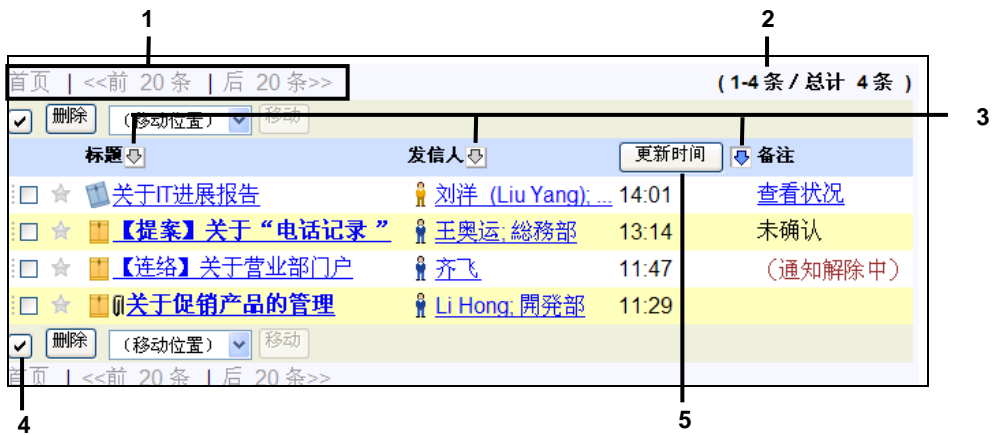 1 2
首页 | <<前 20 条 | 后 20 条>> ( 1-4 条 / 总计 4 条 )
删除 （移动位置） 移动 3
标题 发信人 更新时间 备注
关于IT进展报告 刘洋 (Liu Yang); ... 14:01 查看状况
【提案】关于“电话记录 ” 王奥运; 総務部 13:14 未确认
【连络】关于营业部门户 齐飞 11:47 （通知解除中）
关于促销产品的管理 Li Hong; 開発部 11:29
删除 （移动位置） 移动
首页 | <<前 20 条 | 后 20 条>>
4 5